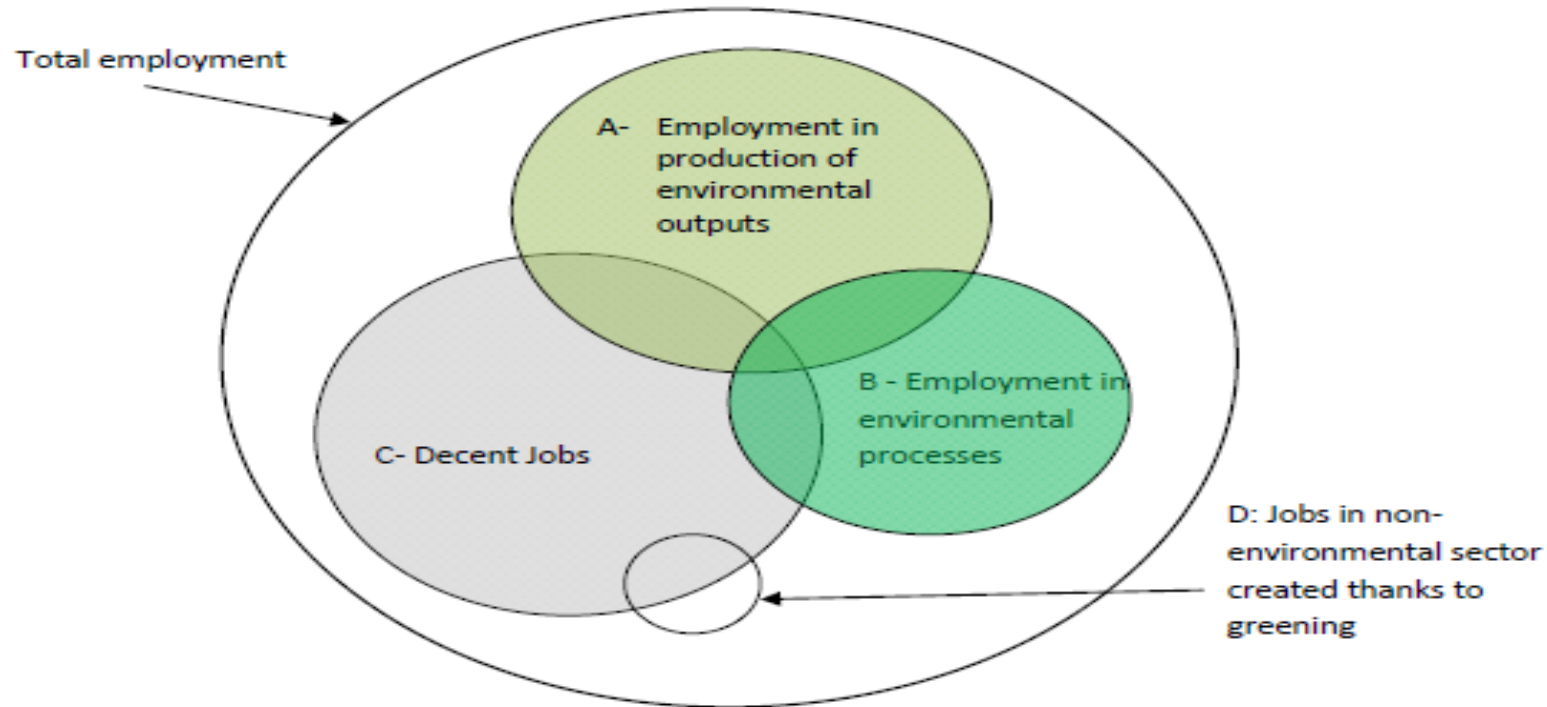 Total employment
A- Employment in
production of
environmental
outputs
B - Employment in
environmental
processes
C- Decent Jobs
D: Jobs in non-
environmental sector
created thanks to
greening